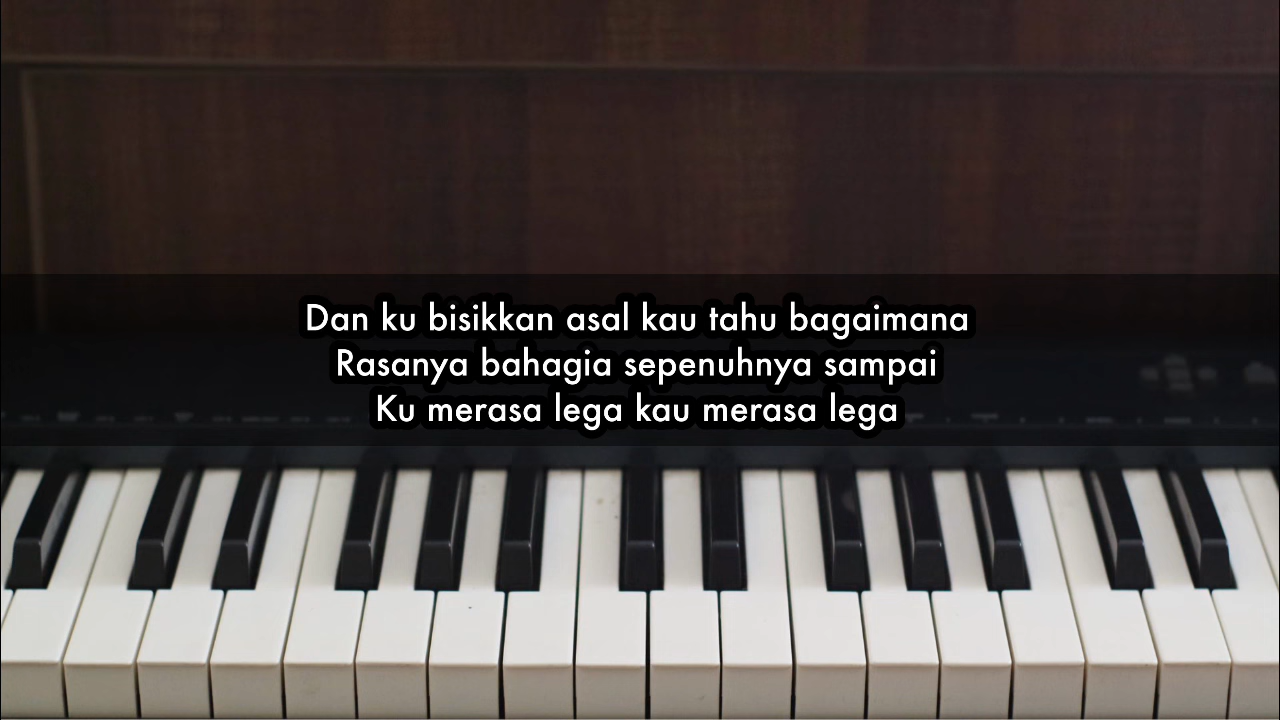 Dan ku bisikkan asal kau tahu bagaimana
Rasanya bahagia sepenuhnya sampai
Ku merasa lega kau merasa lega